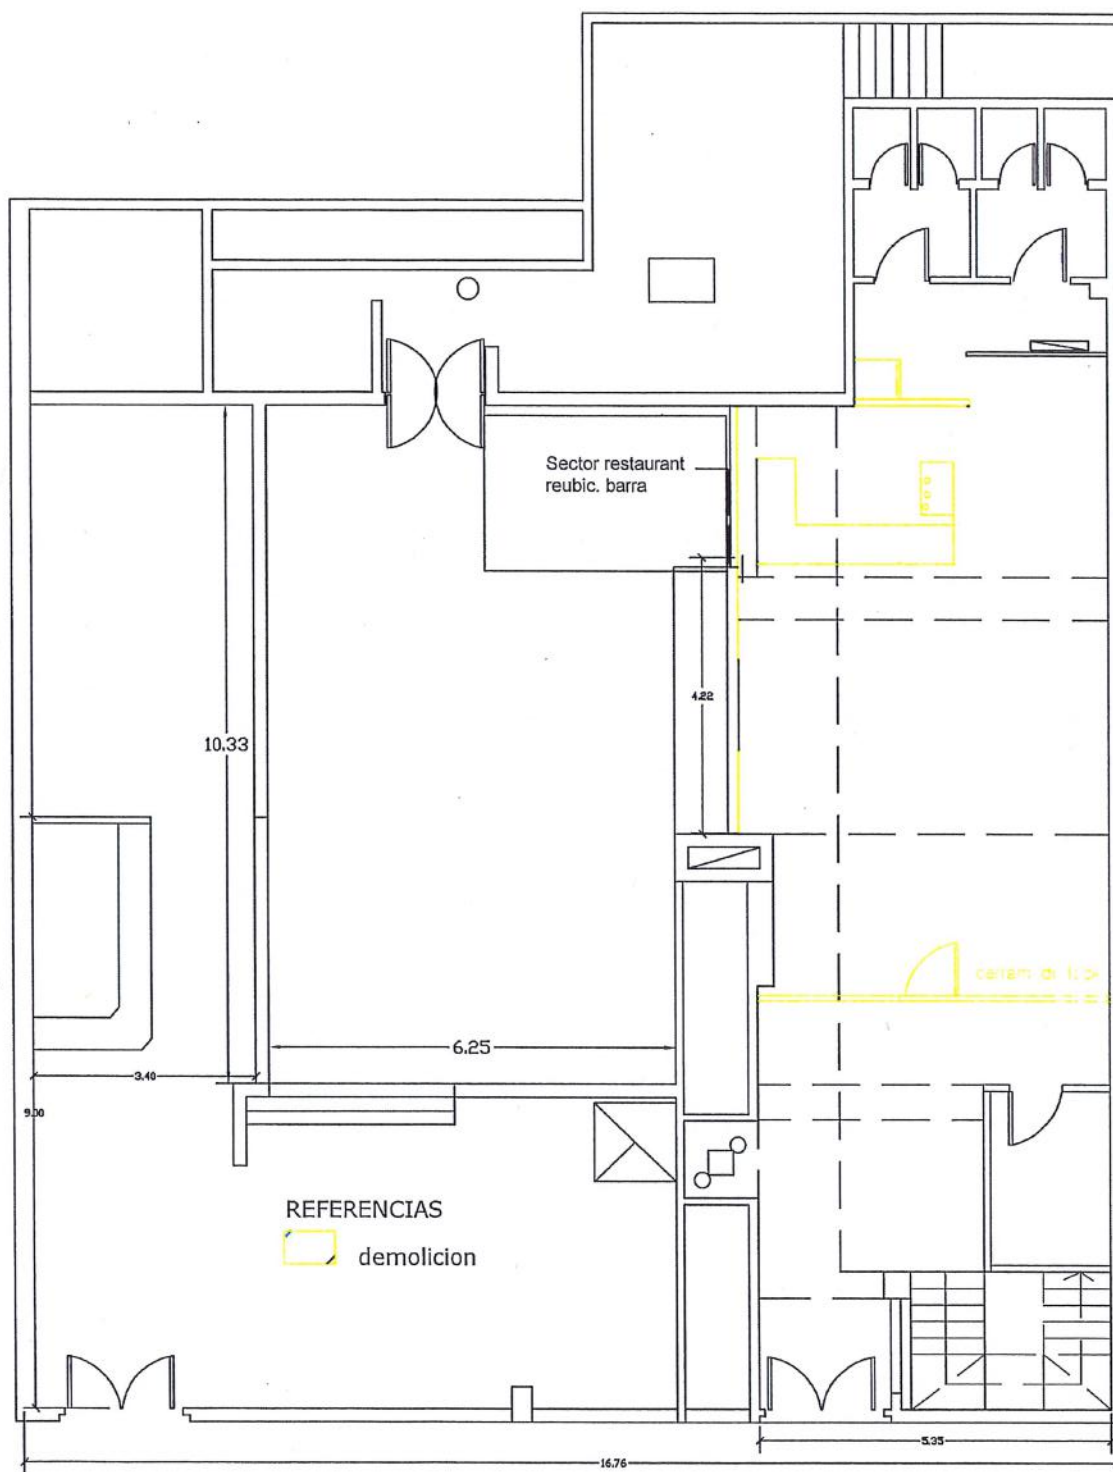 Sector restaurant
reubic. barra
4.22
10.33
6.25
3.40
9.00
REFERENCIAS
demolicion
5.35
16.76